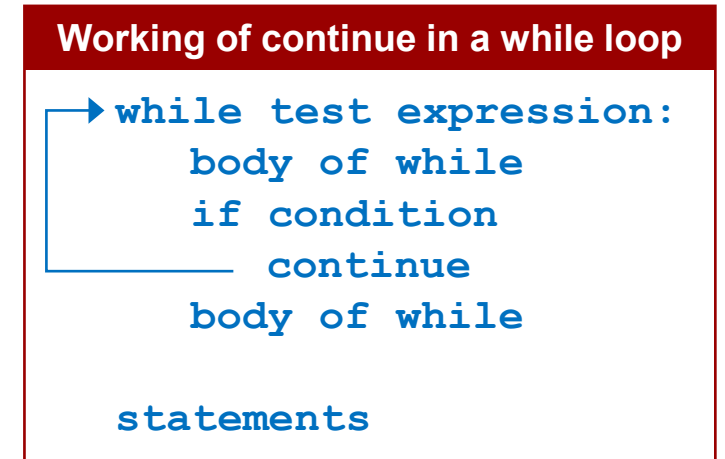 Working of continue in a while loop
while test expression:
body of while
if condition
continue
body of while
statements